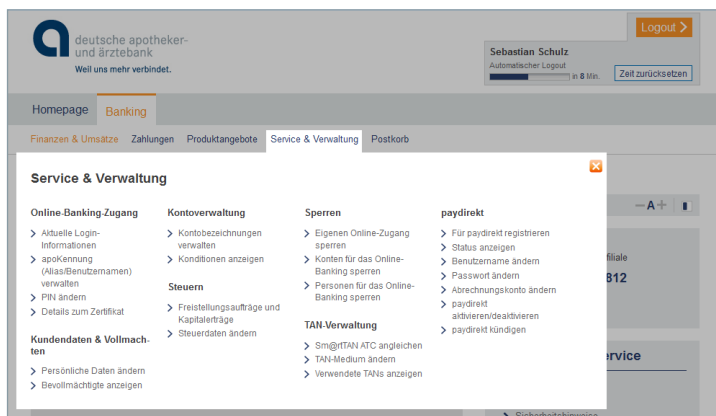 deutsche apotheker-
und ärztebank
Weil uns mehr verbindet.
Logout
Sebastian Schulz
Automatischer Logout
in 8 Min.
Zeit zurücksetzen
Homepage
Banking
Finanzen & Umsätze
Zahlungen
Produktangebote
Service & Verwaltung
Postkorb
Service & Verwaltung
Online-Banking-Zugang
Aktuelle Login-
Informationen
apoKennung
(Alias/Benutzernamen)
verwalten
PIN ändern
Details zum Zertifikat
Kundendaten & Vollmach-
ten
Persönliche Daten ändern
Bevollmächtigte anzeigen
Kontoverwaltung
Kontobezeichnungen
verwalten
Konditionen anzeigen
Steuern
Freistellungsaufträge und
Kapitalerträge
Steuerdaten ändern
Sperren
Eigenen Online-Zugang
sperren
Konten für das Online-
Banking sperren
Personen für das Online-
Banking sperren
TAN-Verwaltung
Sm@rtTAN ATC angleichen
TAN-Medium ändern
Verwendete TANs anzeigen
paydirekt
Für paydirekt registrieren
Status anzeigen
Benutzername ändern
Passwort ändern
Abrechnungskonto ändern
paydirekt
aktivieren/deaktivieren
paydirekt kündigen
A
filiale
812
ervice
Sicherheitshinweise